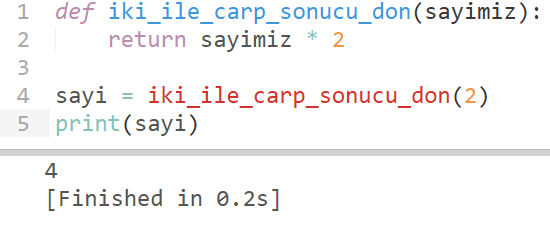 1 def iki_ile_carp_sonucu_don(sayimiz):
2     return sayimiz * 2
3
4 sayi = iki_ile_carp_sonucu_don(2)
5 print(sayi)
4
[Finished in 0.2s]